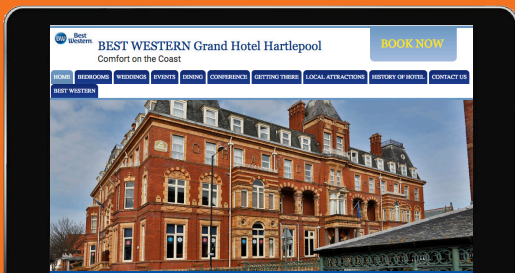 BW
Best
Western
BEST WESTERN Grand Hotel Hartlepool
Comfort on the Coast
BOOK NOW
HOME BEDROOMS WEDDINGS EVENTS DINING CONFERENCE GETTING THERE LOCAL ATTRACTIONS HISTORY OF HOTEL CONTACT US
BEST WESTERN